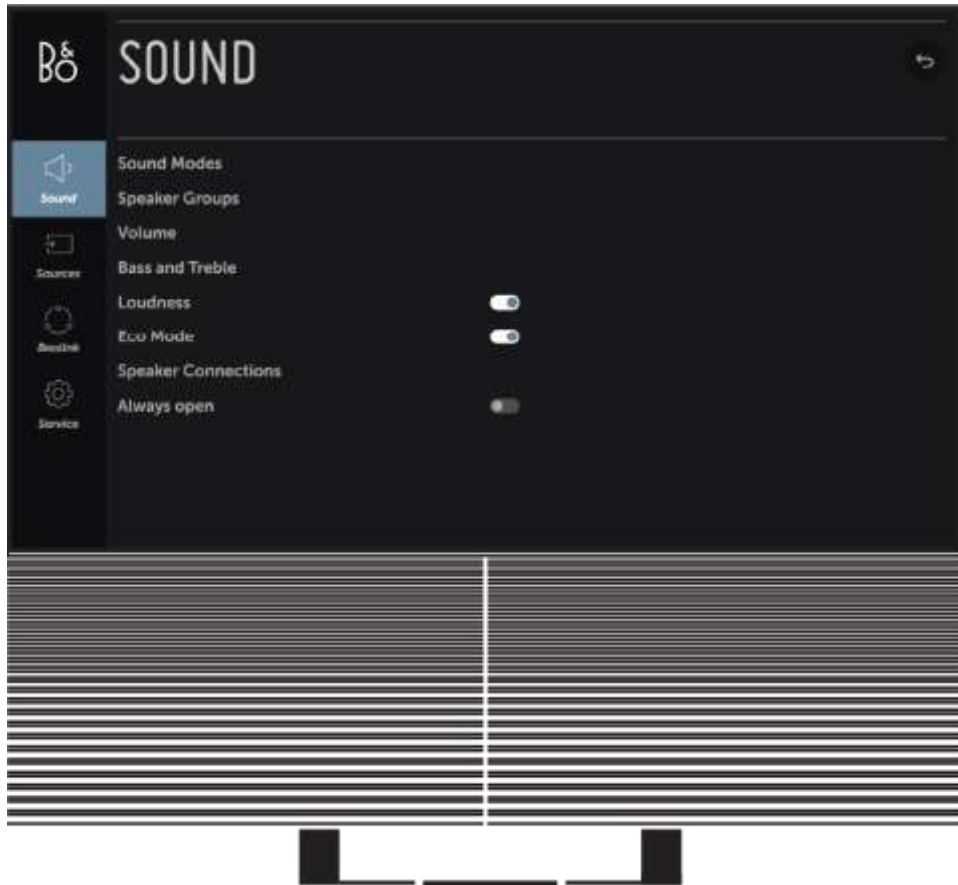 B&O
SOUND
Sound
Sources
Beolink
Service
Sound Modes
Speaker Groups
Volume
Bass and Treble
Loudness
Eco Mode
Speaker Connections
Always open